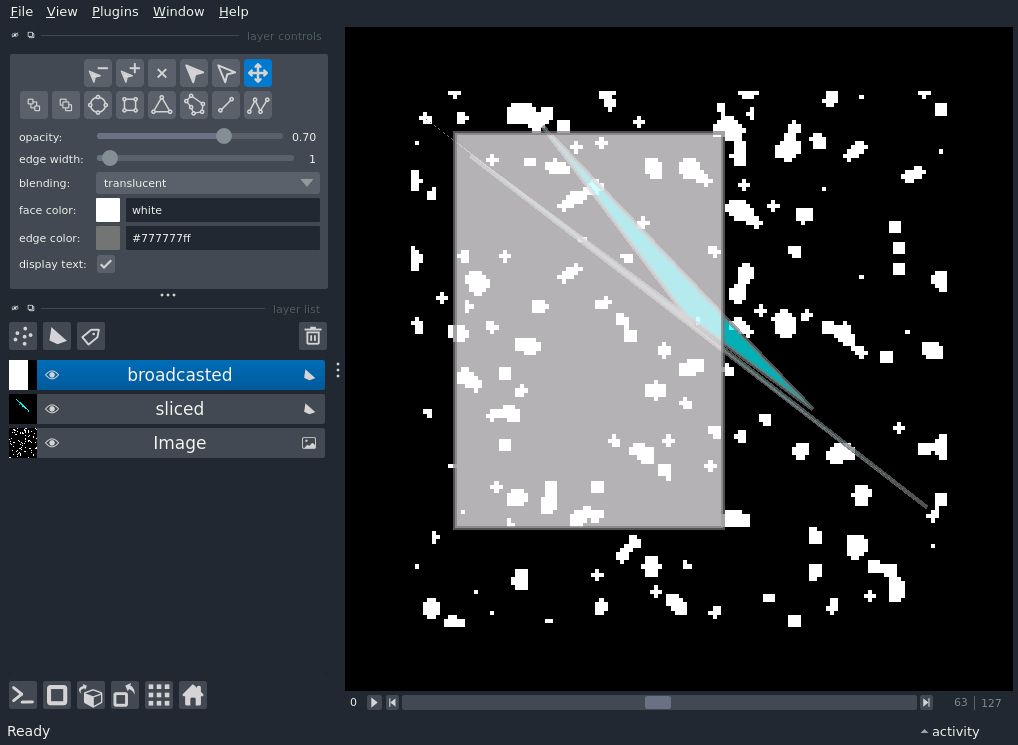 File View Plugins Window Help
layer controls
opacity: 0.70
edge width: 1
blending: translucent
face color: white
edge color: #777777ff
display text:
layer list
broadcasted
sliced
Image
0 63 127
Ready activity